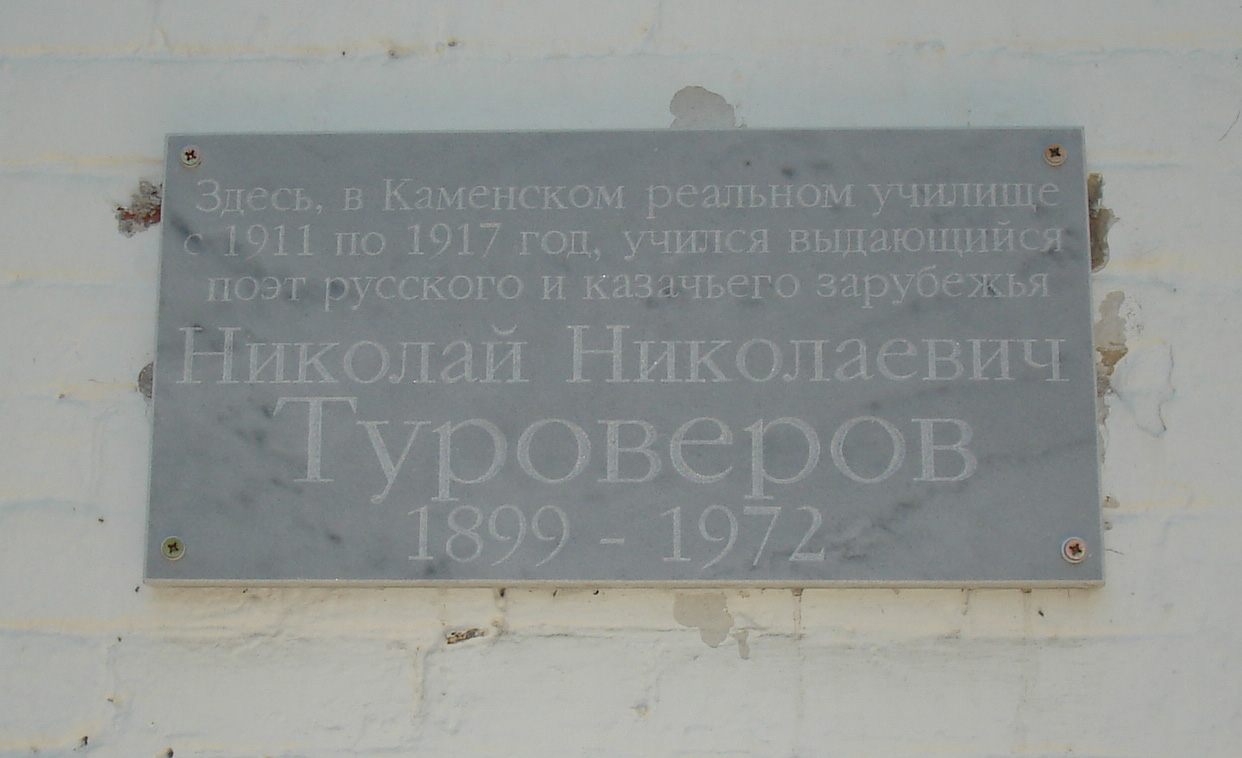 Здесь, в Каменском реальном училище
с 1911 по 1917 год, учился выдающийся
поэт русского и казачьего зарубежья
Николай Николаевич
Туроверов
1899 - 1972